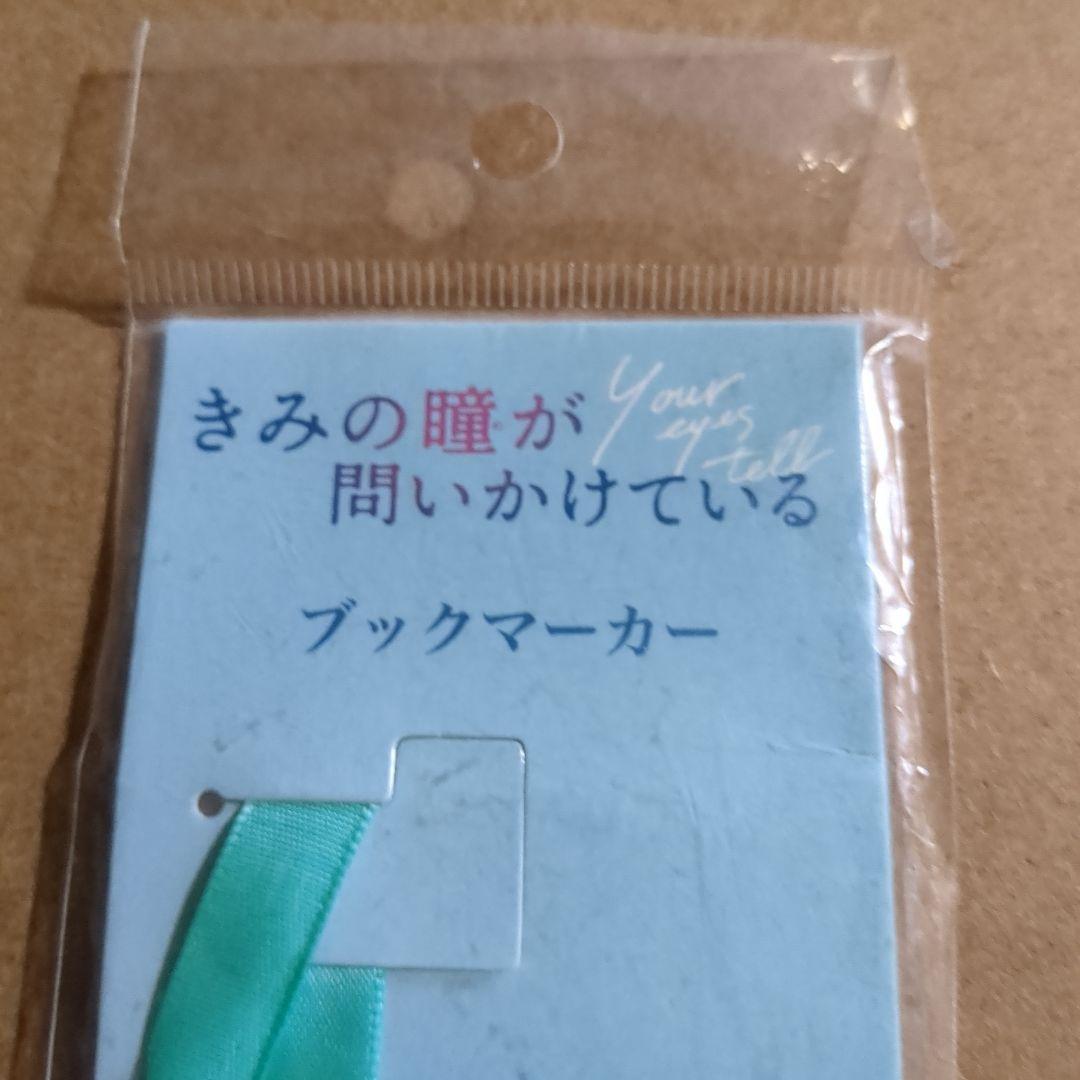 きみの瞳が
問いかけている
Your
eyes
tell
ブックマーカー